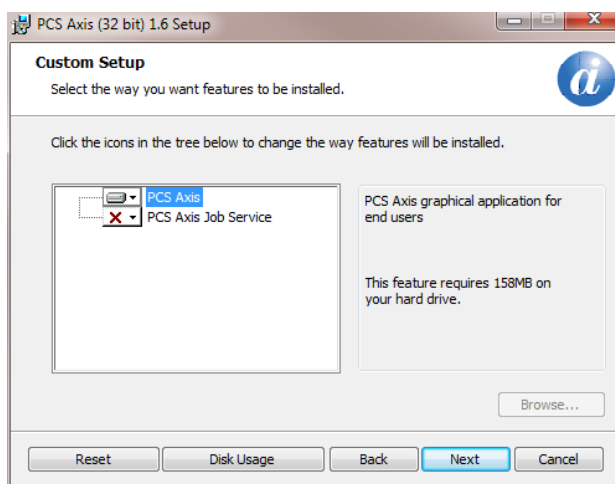 PCS Axis (32 bit) 1.6 Setup
Custom Setup
Select the way you want features to be installed.
Click the icons in the tree below to change the way features will be installed.
PCS Axis
PCS Axis Job Service
PCS Axis graphical application for
end users
This feature requires 158MB on
your hard drive.
Browse...
Reset Disk Usage Back Next Cancel